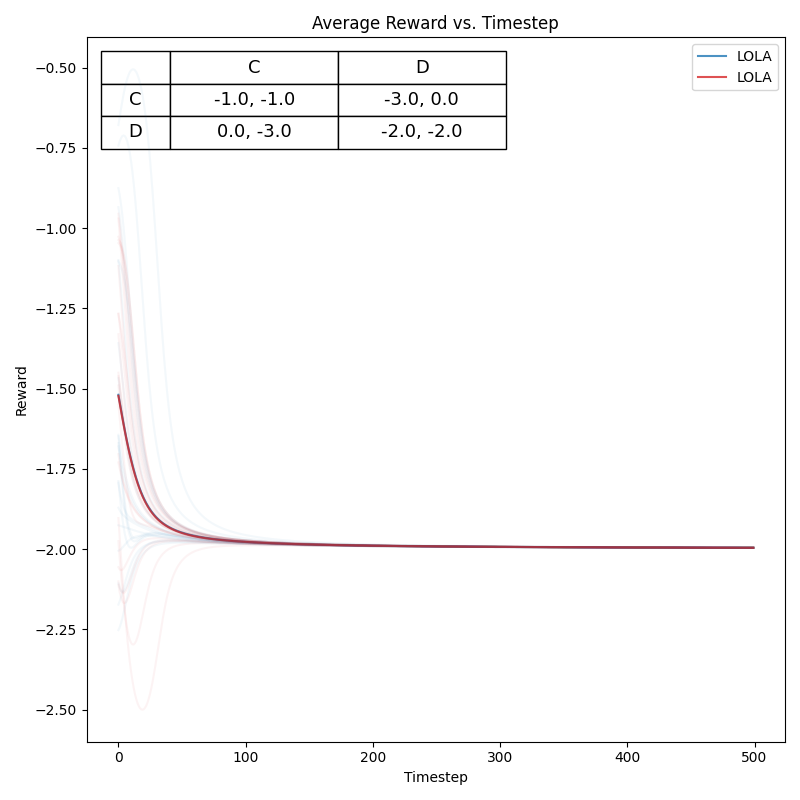 Average Reward vs. Timestep
C D
C -1.0, -1.0 -3.0, 0.0
D 0.0, -3.0 -2.0, -2.0
LOLA
LOLA
Reward
−0.50
−0.75
−1.00
−1.25
−1.50
−1.75
−2.00
−2.25
−2.50
0 100 200 300 400 500
Timestep